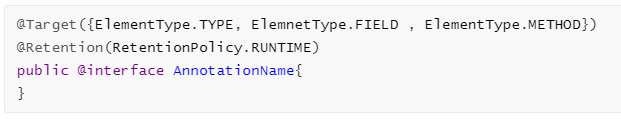 @Target({ElementType.TYPE, ElemnetType.FIELD , ElementType.METHOD})
@Retention(RetentionPolicy.RUNTIME)
public @interface AnnotationName{
}